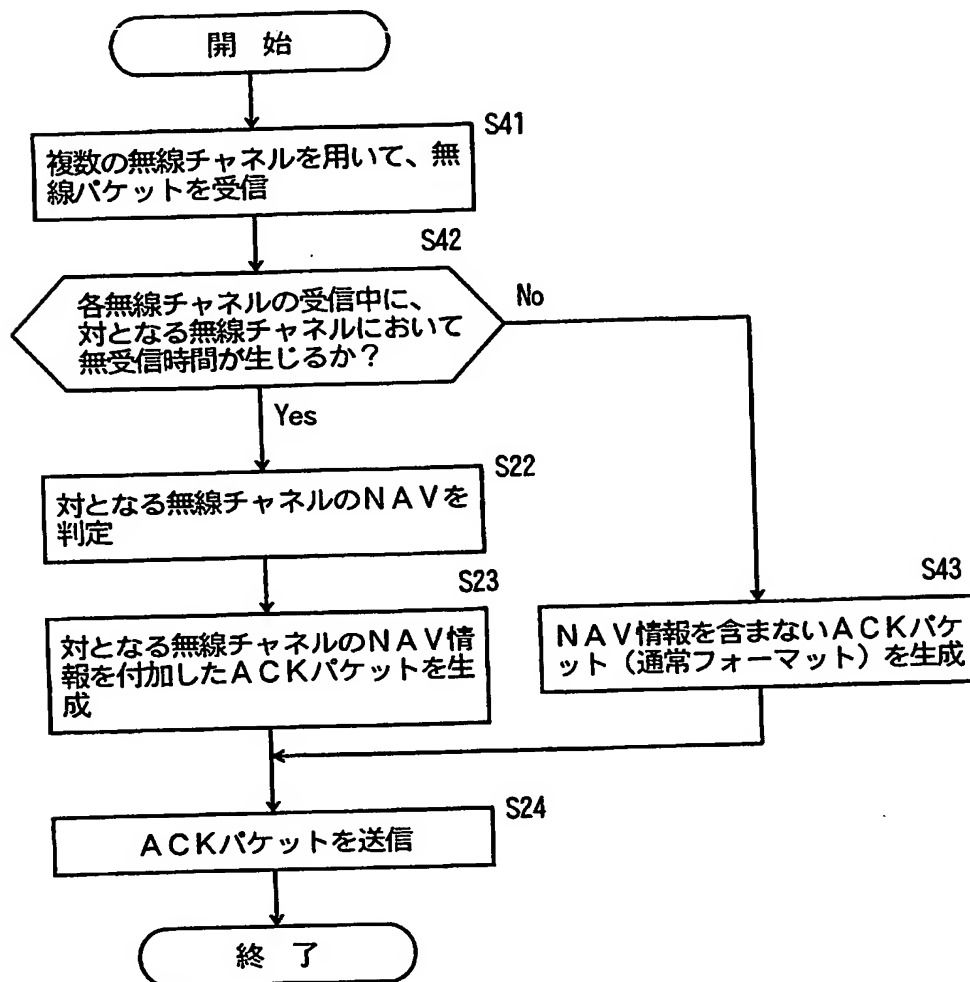 開 始
S41
複数の無線チャネルを用いて、無
線パケットを受信
S42
各無線チャネルの受信中に、
対となる無線チャネルにおいて
無受信時間が生じるか？
No
Yes
S22
対となる無線チャネルのNAVを
判定
S23
対となる無線チャネルのNAV情
報を付加したACKパケットを生
成
S43
NAV情報を含まないACKパケ
ット（通常フォーマット）を生成
S24
ACKパケットを送信
終 了